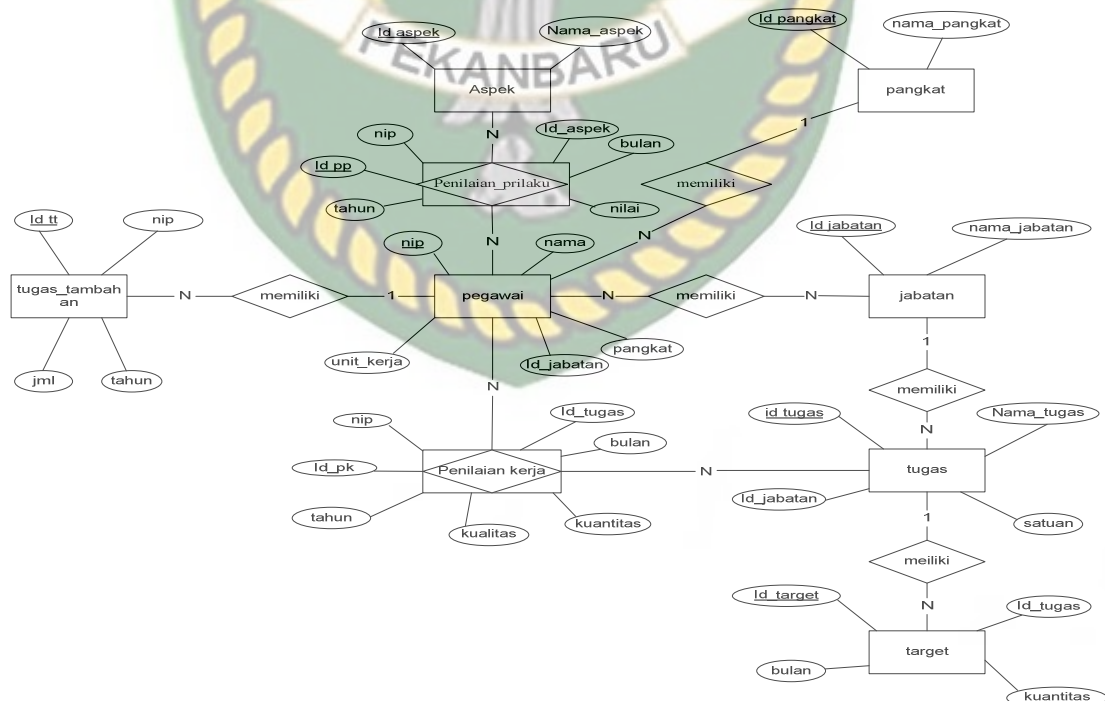 PEKANBARU
Id aspek
Nama_aspek
Aspek
Id pangkat
nama_pangkat
pangkat
N
1
nip
Id_aspek
bulan
Id pp
Penilaian_prilaku
memiliki
tahun
nilai
Id tt
nip
N
nip
nama
N
Id jabatan
nama_jabatan
tugas_tambah
an
N
memiliki
1
pegawai
N
memiliki
N
jabatan
unit_kerja
Id_jabatan
pangkat
1
jml
tahun
N
memiliki
nip
Id_tugas
bulan
id tugas
Nama_tugas
N
Id_pk
Penilaian kerja
N
tugas
tahun
kualitas
kuantitas
Id_jabatan
satuan
1
meiliki
Id_target
N
Id_tugas
target
bulan
kuantitas